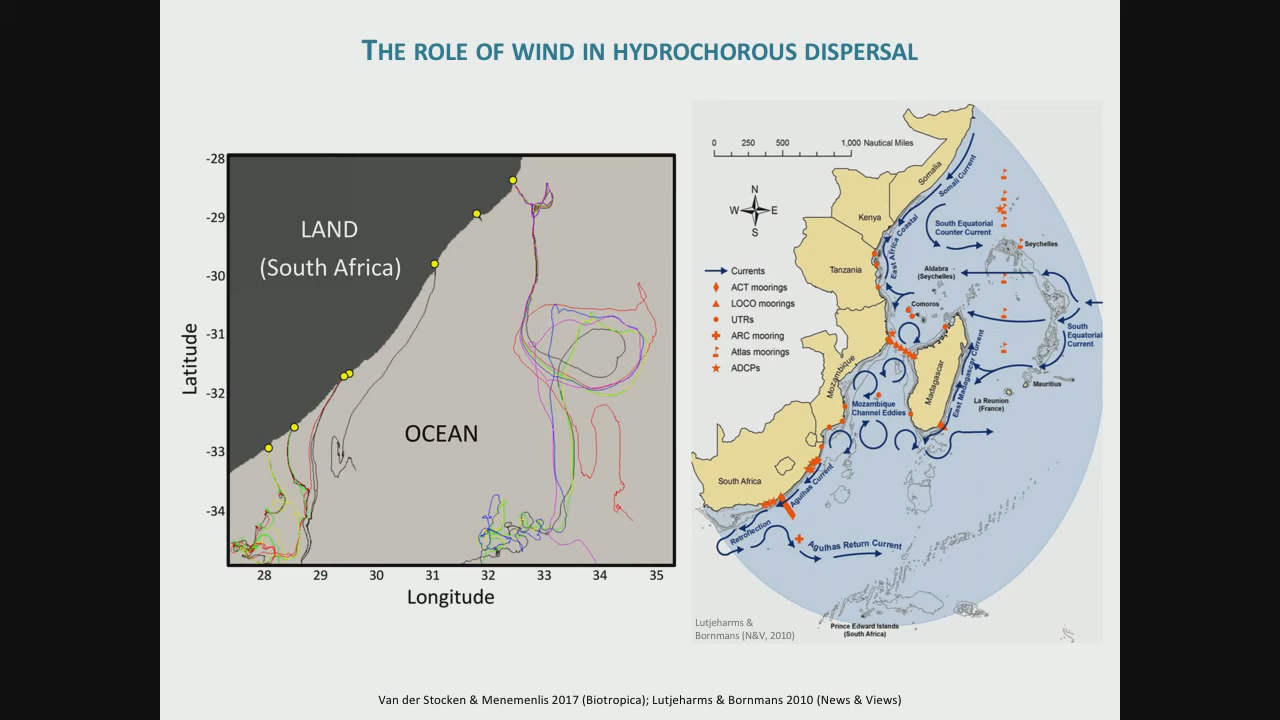 THE ROLE OF WIND IN HYDROCHOROUS DISPERSAL
-28
-29
-30
-31
-32
-33
-34
Latitude
LAND
(South Africa)
OCEAN
28 29 30 31 32 33 34 35
Longitude
0 250 500 1,000 Nautical Miles
N
W E
S
Currents
ACT moorings
LOCO moorings
UTRs
ARC mooring
Atlas moorings
ADCPs
Somalia
Somali Current
Kenya
East Africa Coastal
South Equatorial
Counter Current
Seychelles
Tanzania
Aldabra
(Seychelles)
Comoros
South
Equatorial
Current
Mozambique
Madagascar
East Madagascar Current
Mauritius
La Reunion
(France)
Mozambique
Channel Eddies
South Africa
Agulhas Current
Retroflection
Agulhas Return Current
Prince Edward Islands
(South Africa)
Lutjeharms &
Bornmans (N&V, 2010)
Van der Stocken & Menemenlis 2017 (Biotropica); Lutjeharms & Bornmans 2010 (News & Views)